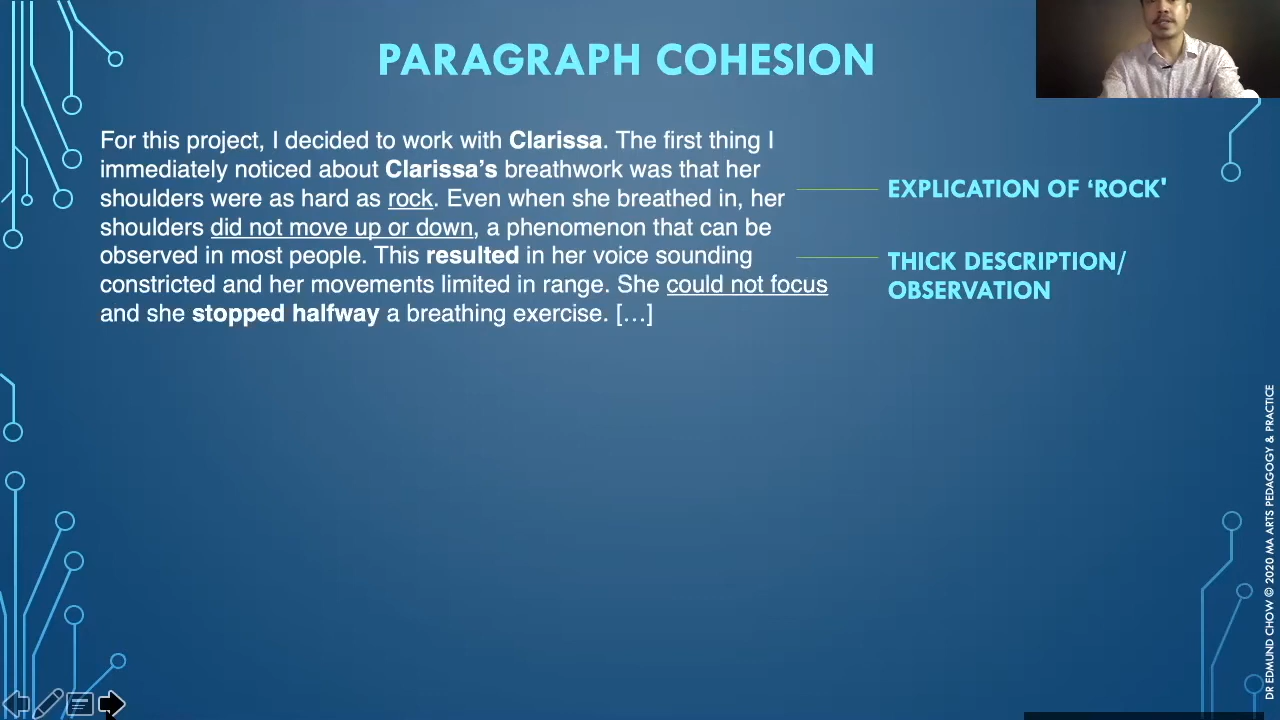 PARAGRAPH COHESION
For this project, I decided to work with Clarissa. The first thing I
immediately noticed about Clarissa’s breathwork was that her
shoulders were as hard as rock. Even when she breathed in, her
shoulders did not move up or down, a phenomenon that can be
observed in most people. This resulted in her voice sounding
constricted and her movements limited in range. She could not focus
and she stopped halfway a breathing exercise. […]
EXPLICATION OF ‘ROCK'
THICK DESCRIPTION/
OBSERVATION
DR EDMUND CHOW © 2020 MA ARTS PEDAGOGY & PRACTICE